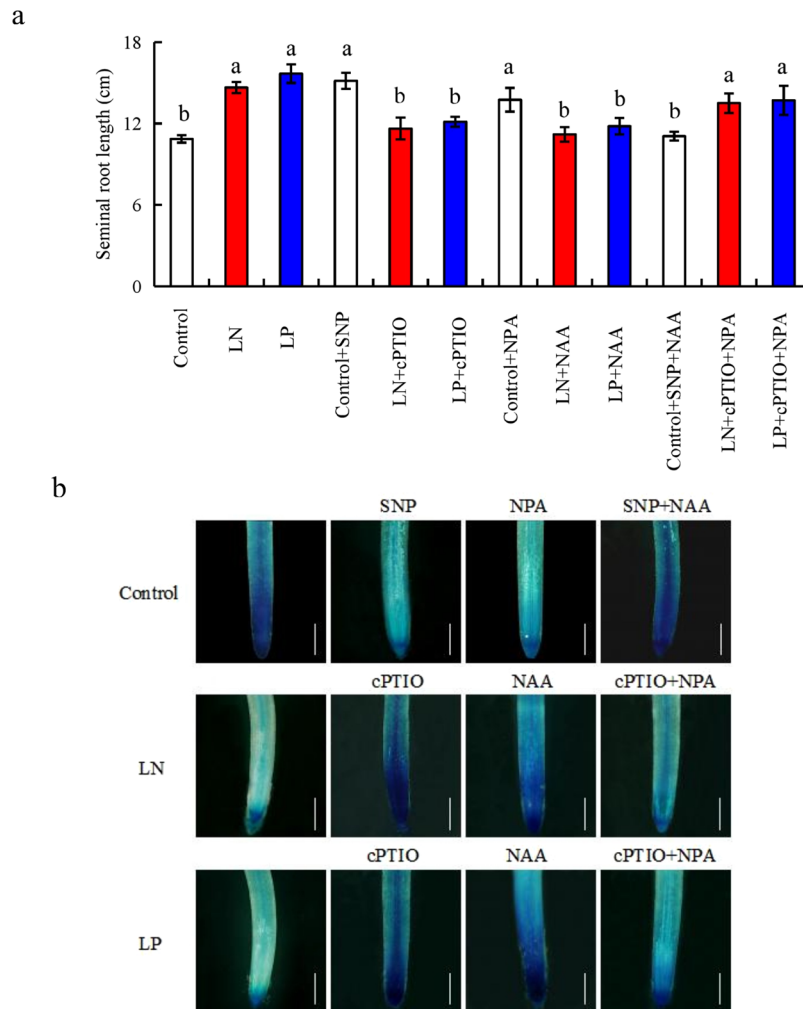 a
Seminal root length (cm)
18
12
6
0
b
a
a
a
b
b
a
b
b
b
a
a
Control
LN
LP
Control+SNP
LN+cPTIO
LP+cPTIO
Control+NPA
LN+NAA
LP+NAA
Control+SNP+NAA
LN+cPTIO+NPA
LP+cPTIO+NPA
b
SNP NPA SNP+NAA
Control
cPTIO NAA cPTIO+NPA
LN
cPTIO NAA cPTIO+NPA
LP